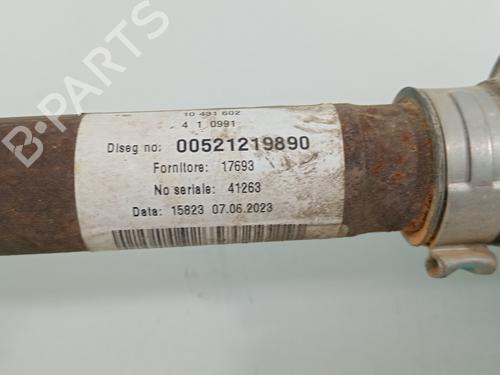 10 431 602
4 1 0991
Diseg no: 00521219890
Fornitore: 17693
No seriale: 41263
Data: 15823 07.06.2023
B-PARTS